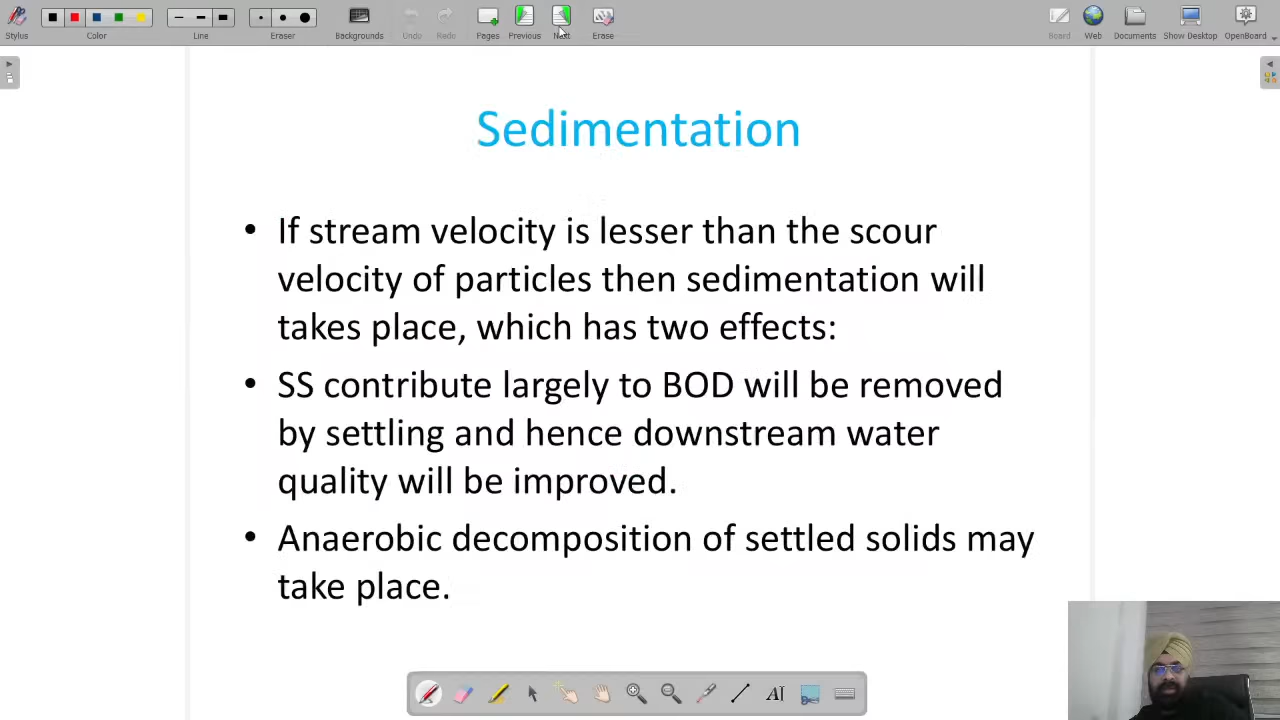 Stylus Color Line Eraser Backgrounds Undo Redo Pages Previous Next Erase Board Web Documents Show Desktop OpenBoard
Sedimentation
• If stream velocity is lesser than the scour
velocity of particles then sedimentation will
takes place, which has two effects:
• SS contribute largely to BOD will be removed
by settling and hence downstream water
quality will be improved.
• Anaerobic decomposition of settled solids may
take place.
AI